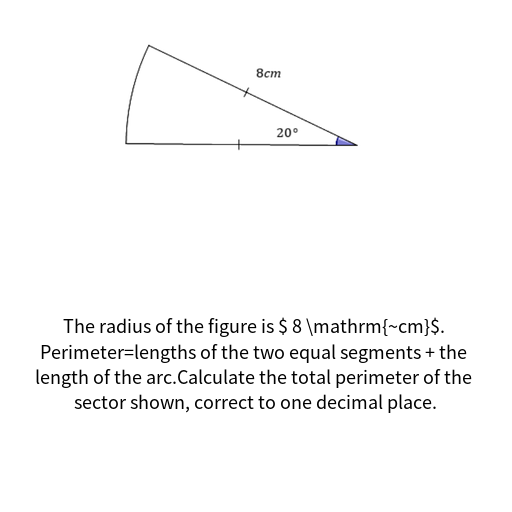 8cm
20°
The radius of the figure is $ 8 \mathrm{~cm}$.
Perimeter=lengths of the two equal segments + the
length of the arc.Calculate the total perimeter of the
sector shown, correct to one decimal place.